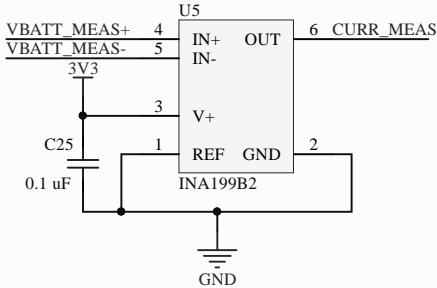 U5
VBATT_MEAS+ 4 IN+ OUT 6 CURR_MEAS
VBATT_MEAS- 5 IN-
3V3
3 V+
C25
0.1 uF
1 REF GND 2
INA199B2
GND